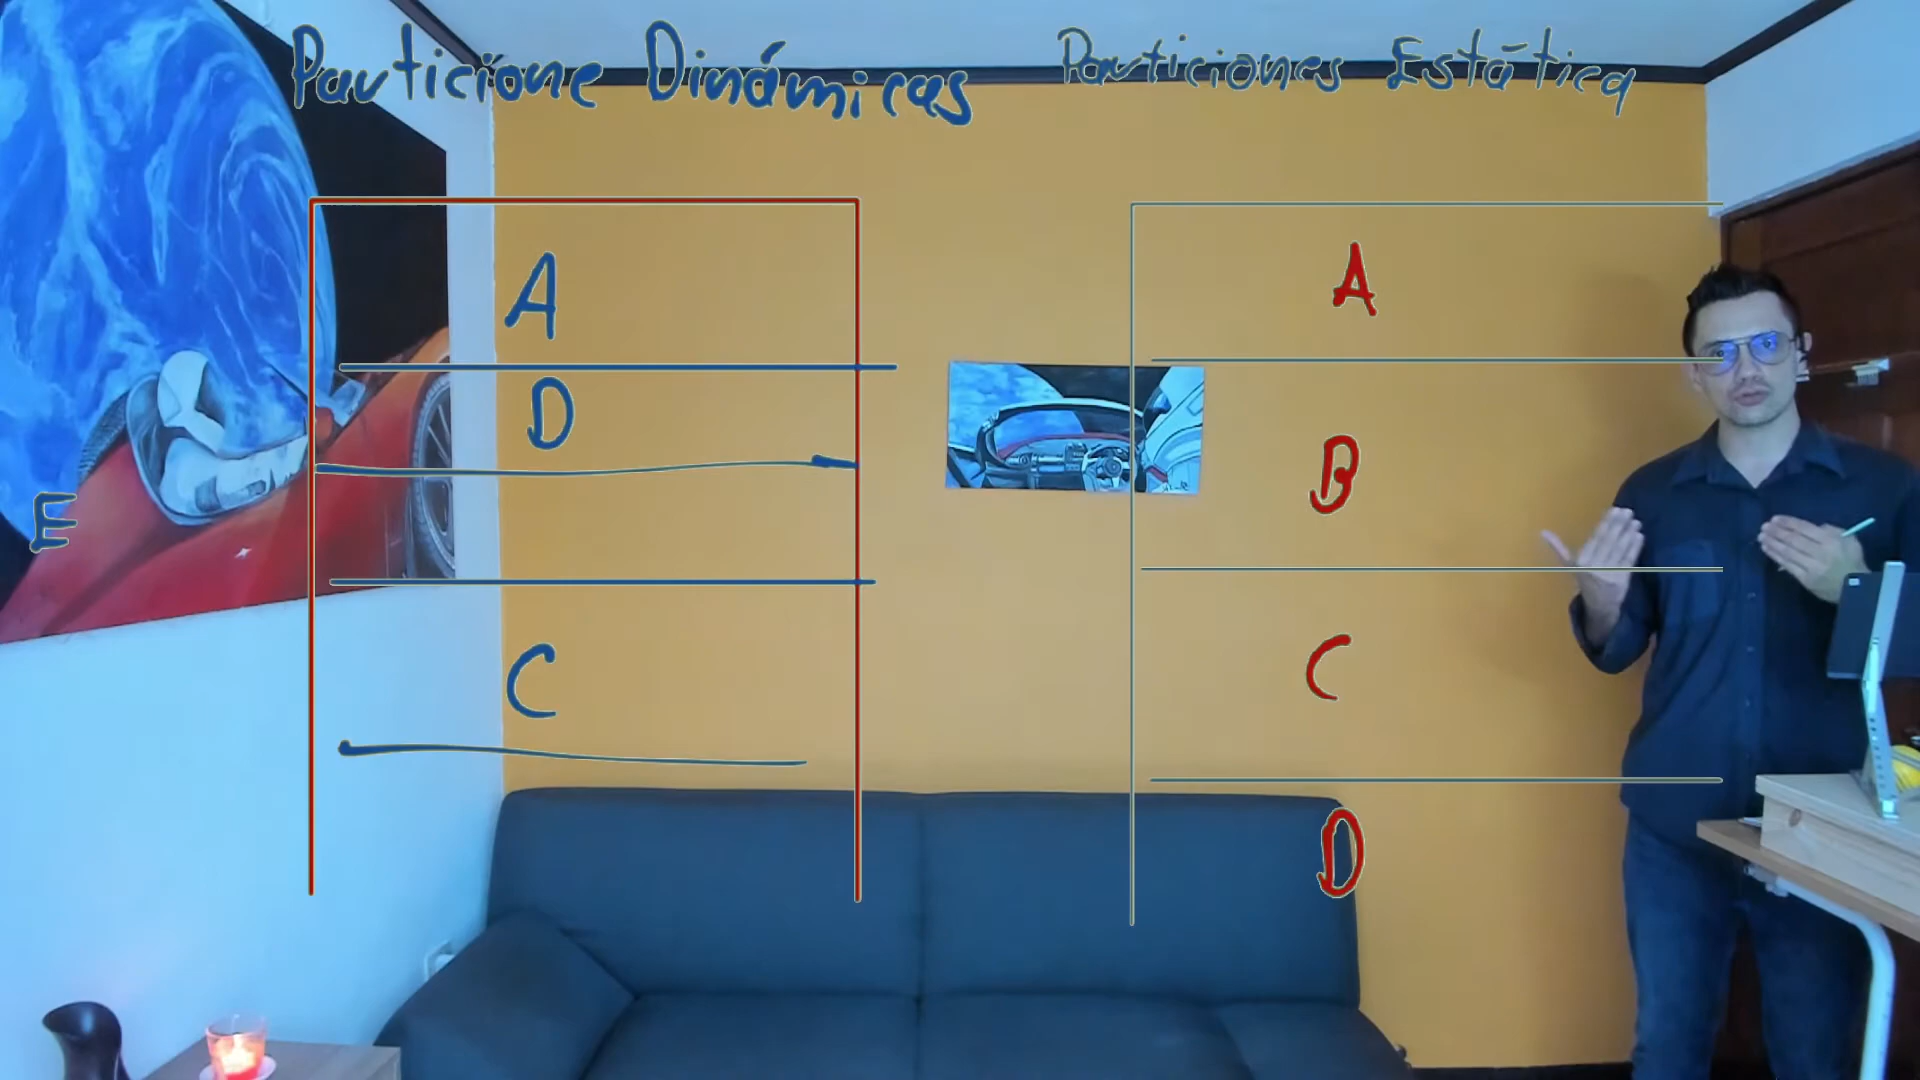 Particione Dinámicas
Particiones Estática
A
D
E
C
A
B
C
D